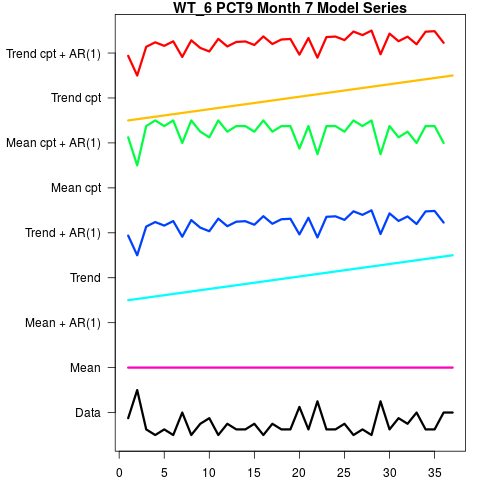 WT_6 PCT9 Month 7 Model Series
Trend cpt + AR(1)
Trend cpt
Mean cpt + AR(1)
Mean cpt
Trend + AR(1)
Trend
Mean + AR(1)
Mean
Data
0 5 10 15 20 25 30 35